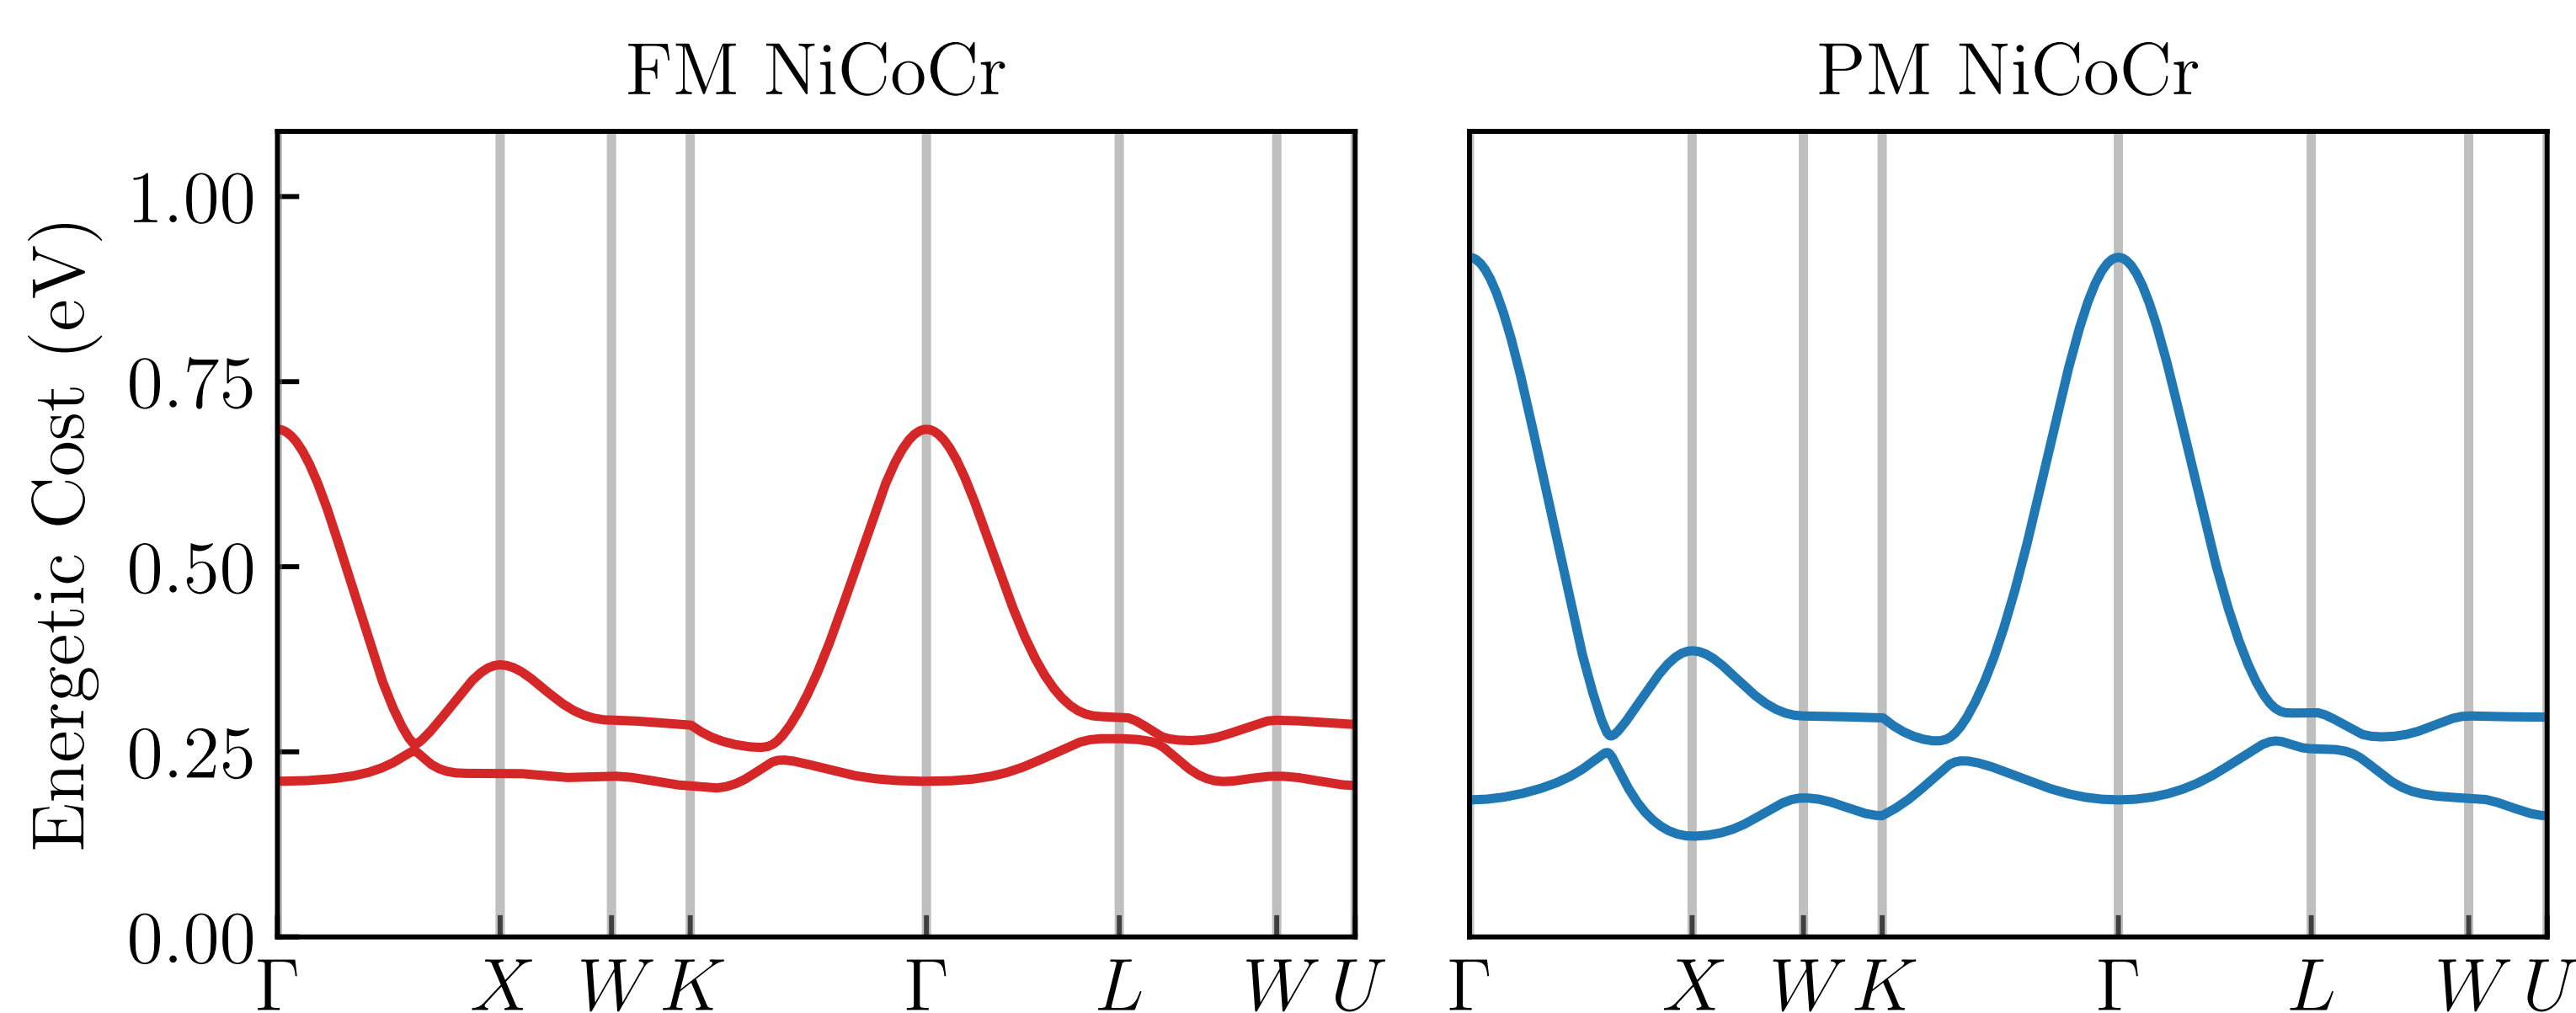 FM NiCoCr
PM NiCoCr
Energetic Cost (eV)
1.00
0.75
0.50
0.25
0.00
Γ X W K Γ L W U
Γ X W K Γ L W U